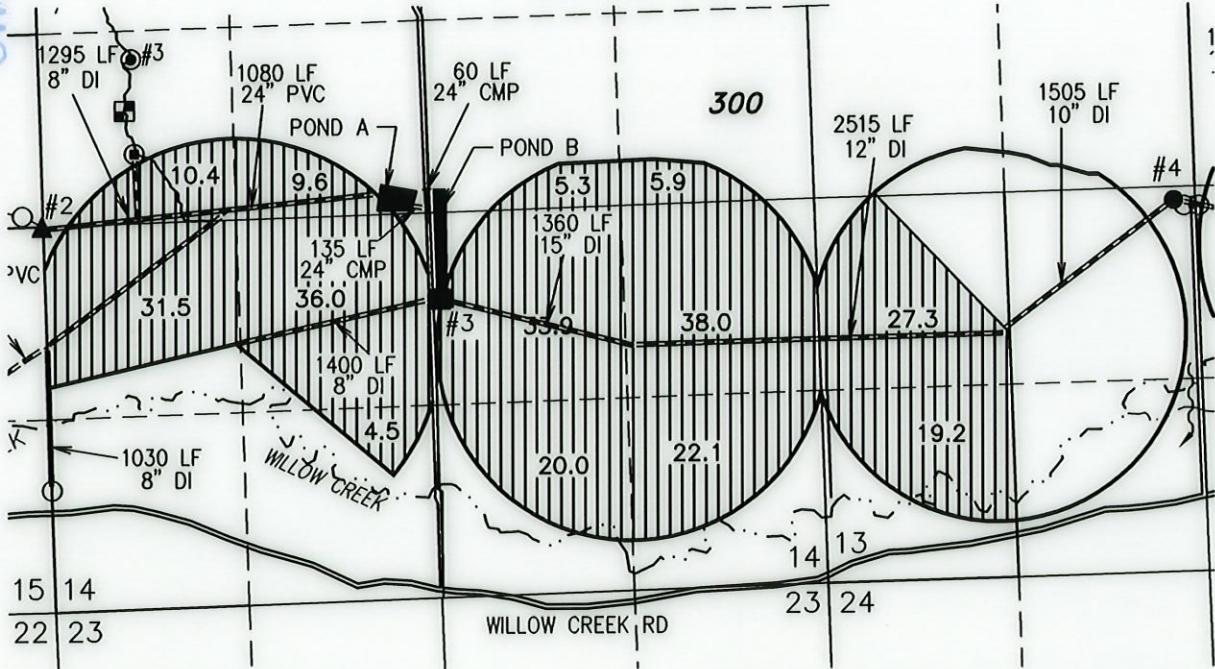 1295 LF
8" DI
#3
1080 LF
24" PVC
60 LF
24" CMP
300
1505 LF
10" DI
POND A
POND B
2515 LF
12" DI
10.4
9.6
5.3
5.9
#4
#2
1360 LF
15" DI
135 LF
24" CMP
PVC
31.5
36.0
#3
33.9
38.0
27.3
1400 LF
8" DI
4.5
19.2
1030 LF
8" DI
WILLOW CREEK
20.0
22.1
14
13
15
14
23
24
22
23
WILLOW CREEK RD